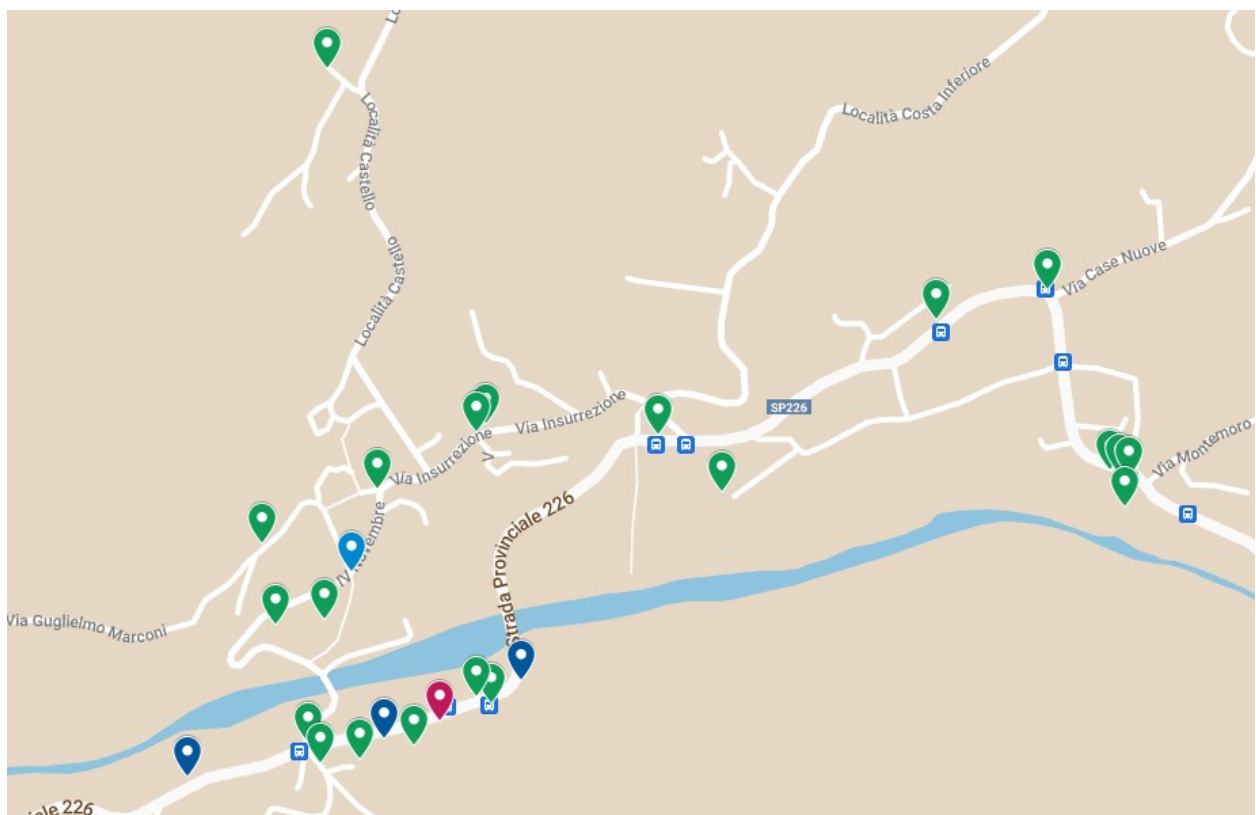 Lo
Località Costa Inferiore
Località Castello
Via Case Nuove
Località Castello
Via Insurrezione
SP226
V
Via Insurrezione
Via Montemoro
Strada Provinciale 226
IV Novembre
Via Guglielmo Marconi
iale 226